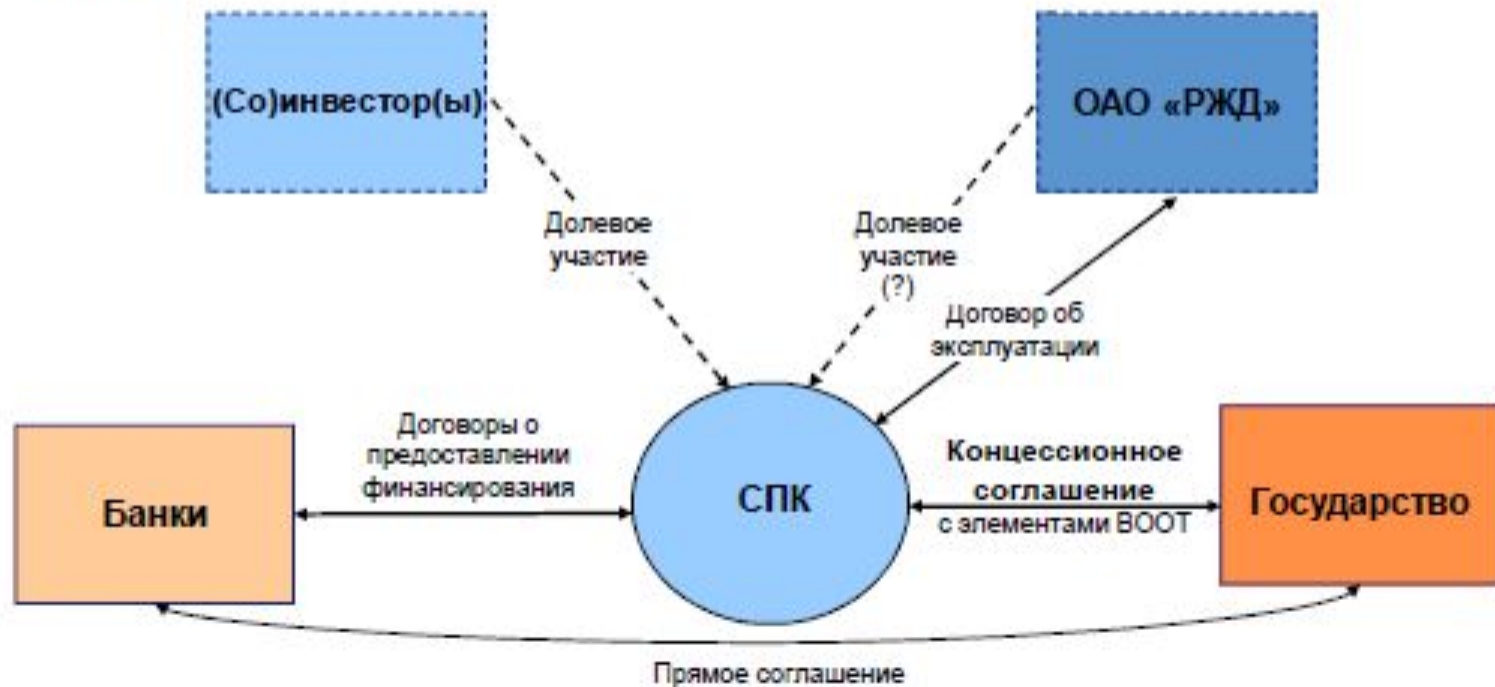 (Со)инвестор(ы)
ОАО «РЖД»
Долевое
участие
Долевое
участие
(?)
Договор об
эксплуатации
Договоры о
предоставлении
финансирования
Концессионное
соглашение
с элементами ВООТ
Банки
СПК
Государство
Прямое соглашение